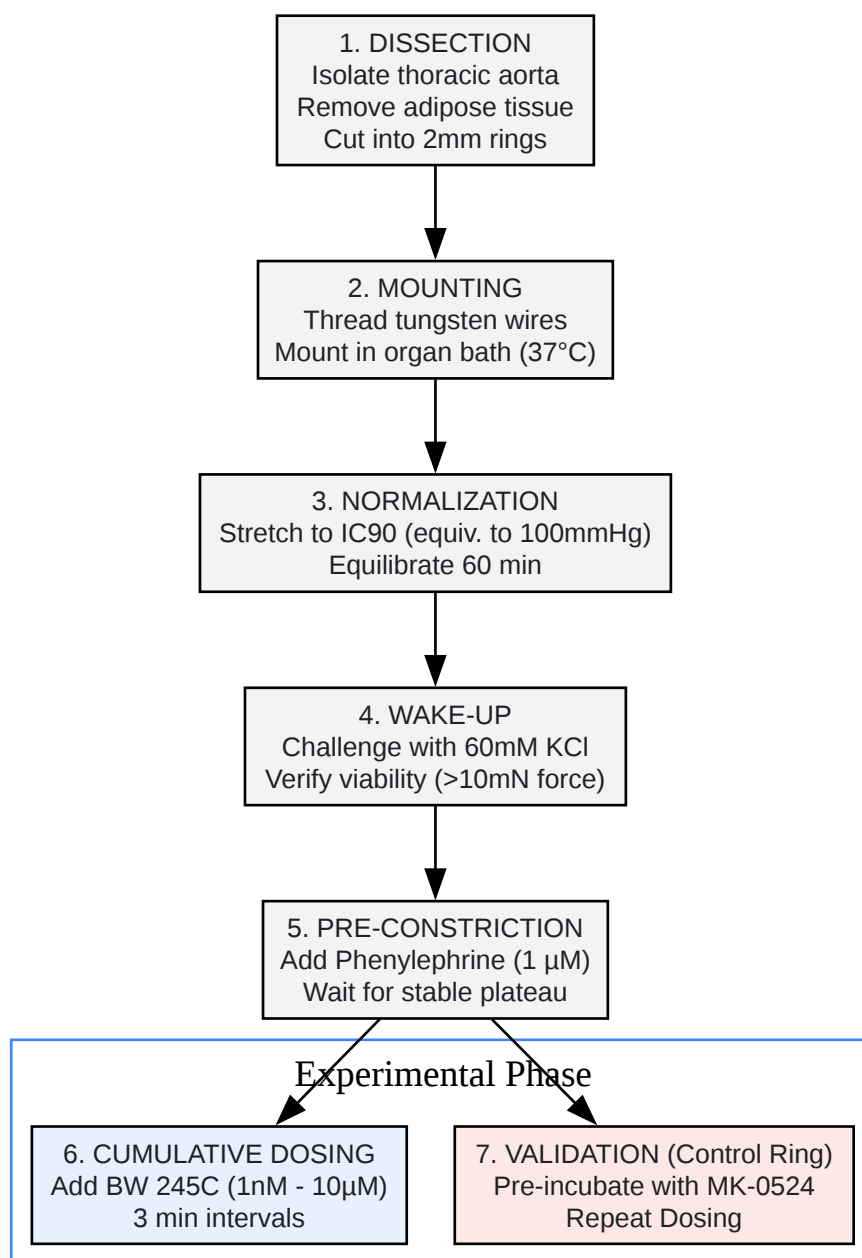 1. DISSECTION
Isolate thoracic aorta
Remove adipose tissue
Cut into 2mm rings
2. MOUNTING
Thread tungsten wires
Mount in organ bath (37°C)
3. NORMALIZATION
Stretch to IC90 (equiv. to 100mmHg)
Equilibrate 60 min
4. WAKE-UP
Challenge with 60mM KCl
Verify viability (>10mN force)
5. PRE-CONSTRICTION
Add Phenylephrine (1 µM)
Wait for stable plateau
Experimental Phase
6. CUMULATIVE DOSING
Add BW 245C (1nM - 10µM)
3 min intervals
7. VALIDATION (Control Ring)
Pre-incubate with MK-0524
Repeat Dosing